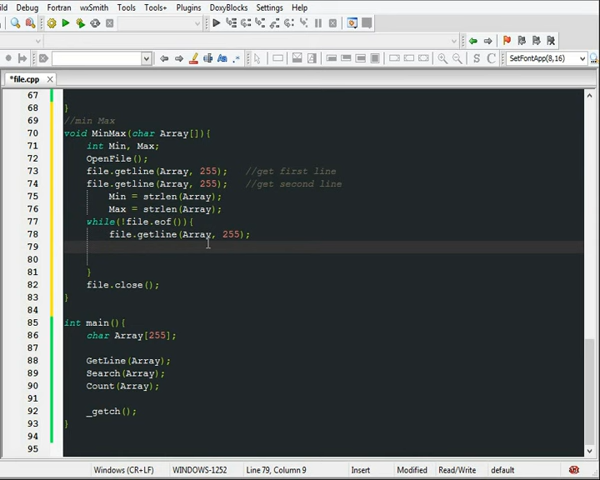 ild Debug Fortran wxSmith Tools Tools+ Plugins DoxyBlocks Settings Help
SetFontApp(8,16)
*file.cpp
67
68 }
69 //min Max
70 void MinMax(char Array[]){
71 int Min, Max;
72 OpenFile();
73 file.getline(Array, 255); //get first line
74 file.getline(Array, 255); //get second line
75 Min = strlen(Array);
76 Max = strlen(Array);
77 while(!file.eof()){
78 file.getline(Array, 255);
79
80
81 }
82 file.close();
83 }
84
85 int main(){
86 char Array[255];
87
88 GetLine(Array);
89 Search(Array);
90 Count(Array);
91
92 _getch();
93 }
94
95
Windows (CR+LF) WINDOWS-1252 Line 79, Column 9 Insert Modified Read/Write default